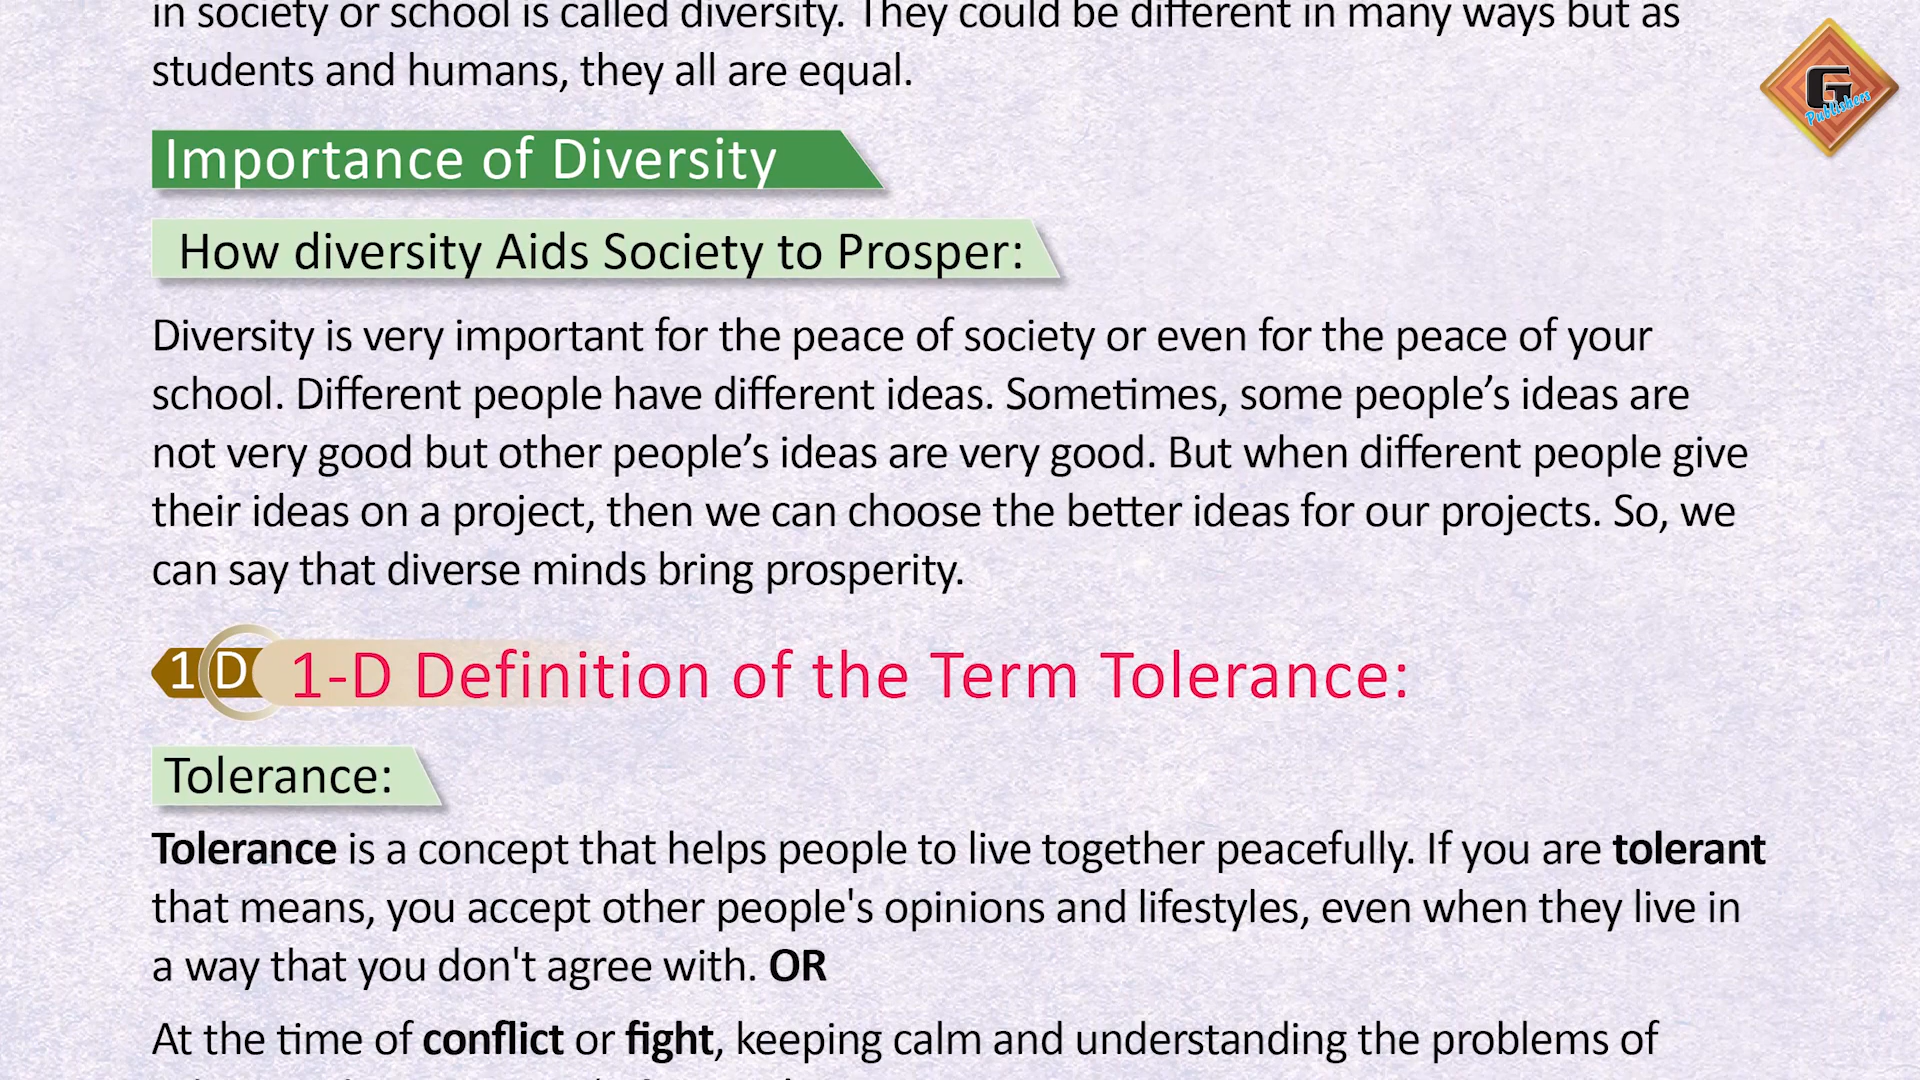 in society or school is called diversity. They could be different in many ways but as
students and humans, they all are equal.
G
Publishers
Importance of Diversity
How diversity Aids Society to Prosper:
Diversity is very important for the peace of society or even for the peace of your
school. Different people have different ideas. Sometimes, some people’s ideas are
not very good but other people’s ideas are very good. But when different people give
their ideas on a project, then we can choose the better ideas for our projects. So, we
can say that diverse minds bring prosperity.
1 D 1-D Definition of the Term Tolerance:
Tolerance:
Tolerance is a concept that helps people to live together peacefully. If you are tolerant
that means, you accept other people's opinions and lifestyles, even when they live in
a way that you don't agree with. OR
At the time of conflict or fight, keeping calm and understanding the problems of